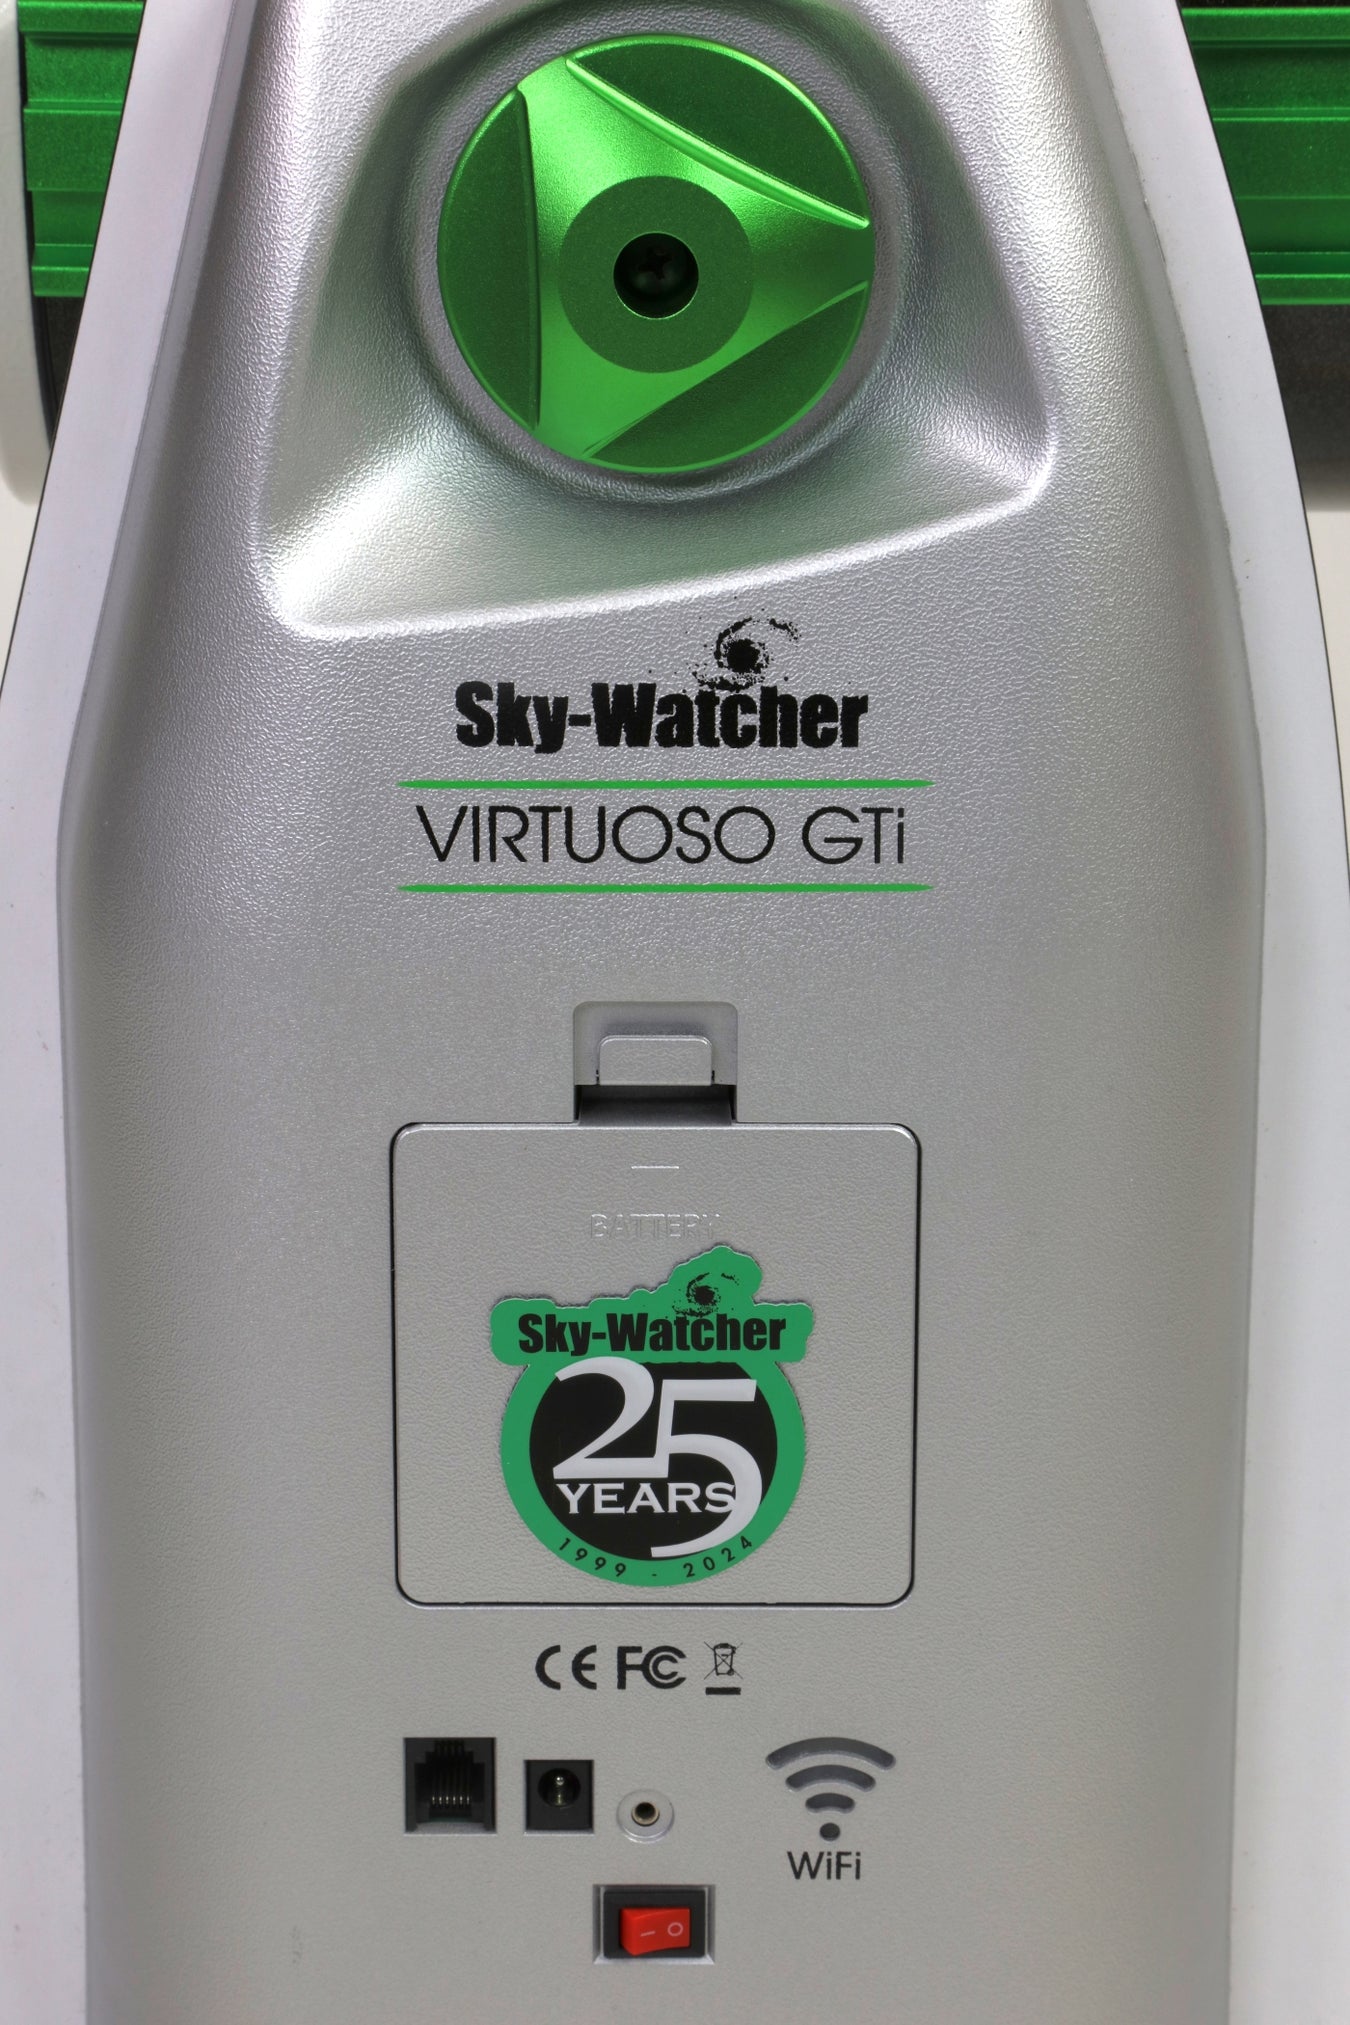 Sky-Watcher
VIRTUOSO GTi
BATTERY
Sky-Watcher
25
YEARS
1999 - 2024
CE FC
WiFi
— O